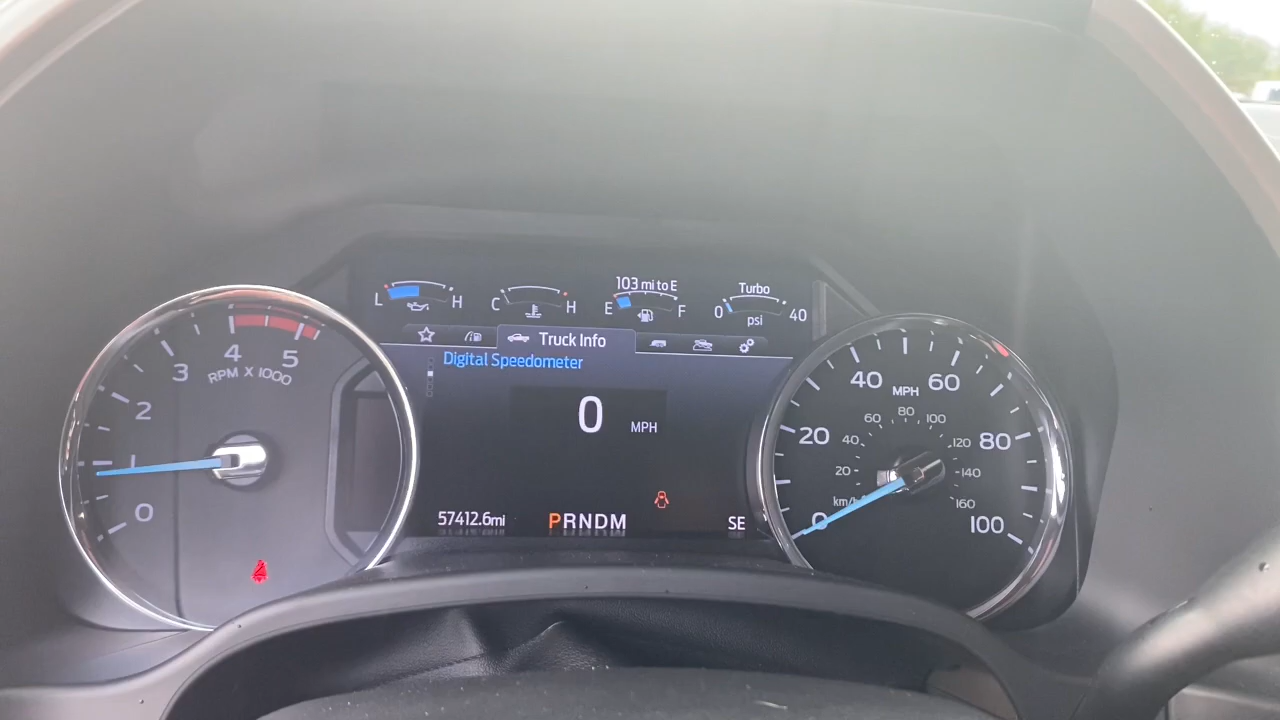 L H
C H
103 mi to E
E F
Turbo
0 40
psi
Truck Info
Digital Speedometer
0 MPH
57412.6mi
PRNDM
SE
0 1 2 3 4 5
RPM X 1000
0 20 40 60 80 100
MPH
20 40 60 80 100 120 140 160
km/h